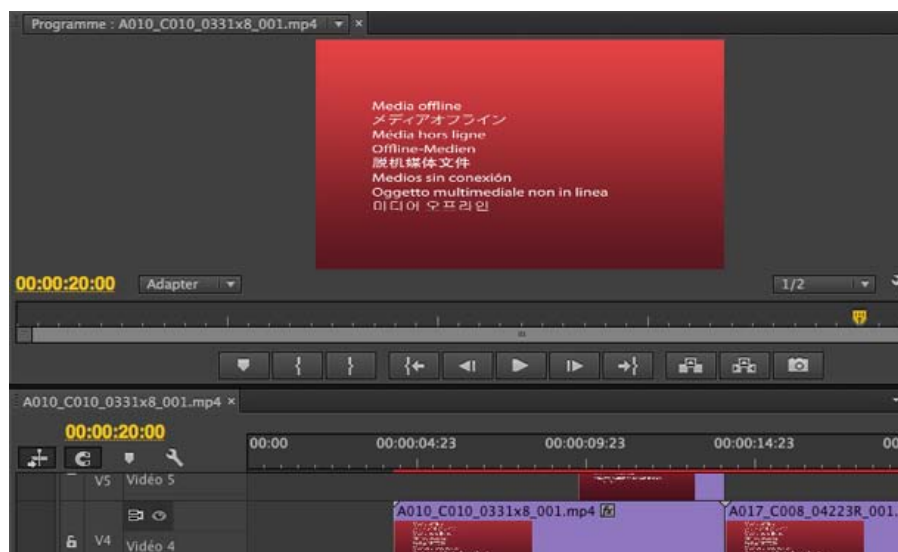 Programme : A010_C010_0331x8_001.mp4
Media offline
メディアオフライン
Média hors ligne
Offline-Medien
脱机媒体文件
Medios sin conexión
Oggetto multimediale non in linea
미디어 오프라인
00:00:20:00 Adapter 1/2
A010_C010_0331x8_001.mp4
00:00:20:00
00:00 00:00:04:23 00:00:09:23 00:00:14:23 00
V5 Vidéo 5
A010_C010_0331x8_001.mp4 fx A017_C008_04223R_001.
V4 Vidéo 4